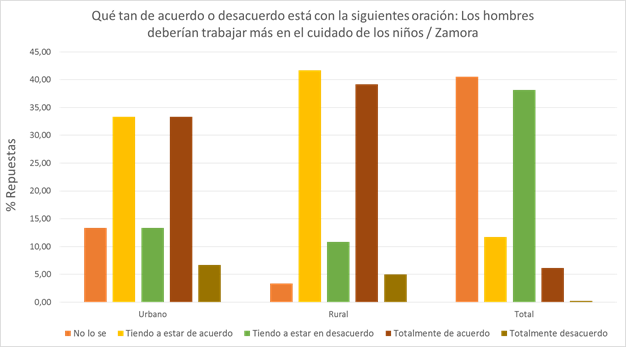 Qué tan de acuerdo o desacuerdo está con la siguientes oración: Los hombres
deberían trabajar más en el cuidado de los niños / Zamora
% Repuestas
45,00
40,00
35,00
30,00
25,00
20,00
15,00
10,00
5,00
0,00
Urbano Rural Total
No lo se Tiendo a estar de acuerdo Tiendo a estar en desacuerdo Totalmente de acuerdo Totalmente desacuerdo